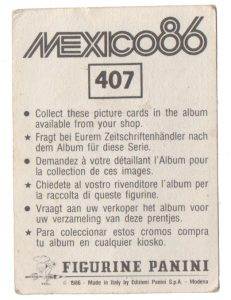 MEXICO86
407
● Collect these picture cards in the album
available from your shop.
★ Fragt bei Eurem Zeitschriftenhändler nach
dem Album für diese Serie.
● Demandez à votre détaillant l'Album pour
la collection de ces images.
★ Chiedete al vostro rivenditore l'album per
la raccolta di queste figurine.
● Vraagt aan uw verkoper het album voor
uw verzameling van deze prentjes.
★ Para coleccionar estos cromos compra
tu album en cualquier kiosko.
FIGURINE PANINI
© 1986 - Made in Italy by Edizioni Panini S.p.A. - Modena